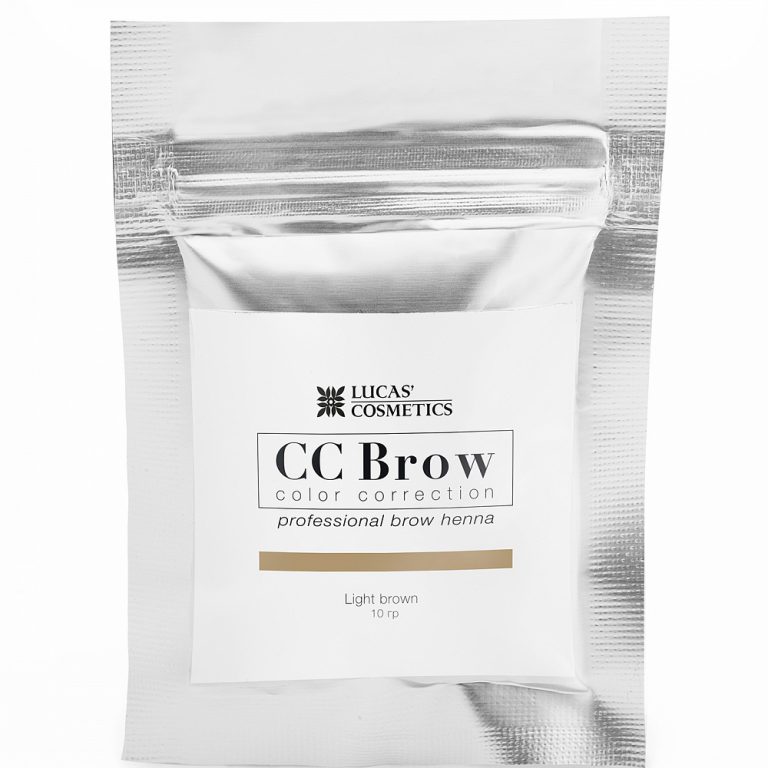 LUCAS'
COSMETICS
CC Brow
color correction
professional brow henna
Light brown
10 гр